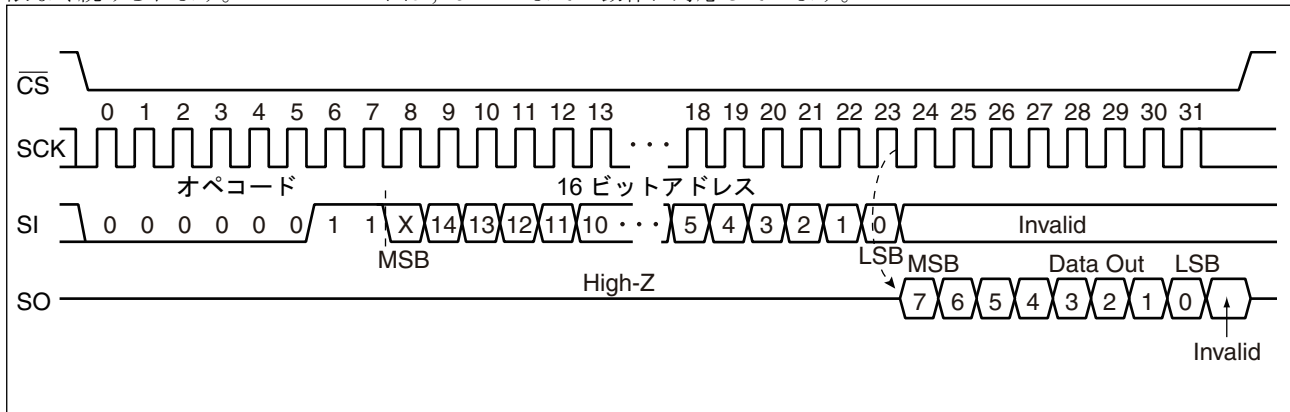 CS
0 1 2 3 4 5 6 7 8 9 10 11 12 13 18 19 20 21 22 23 24 25 26 27 28 29 30 31
SCK
オペコード 16 ビットアドレス
SI 0 0 0 0 0 0 1 1 X 14 13 12 11 10 ··· 5 4 3 2 1 0 Invalid
MSB LSB MSB Data Out LSB
High-Z
SO 7 6 5 4 3 2 1 0
Invalid